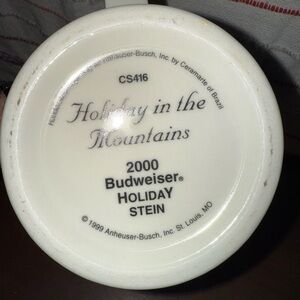 Anheuser-Busch, Inc. by Ceramarte of Brazil
CS416
Holiday in the
Mountains
2000
Budweiser®
HOLIDAY
STEIN
© 1999 Anheuser-Busch, Inc. St. Louis, MO